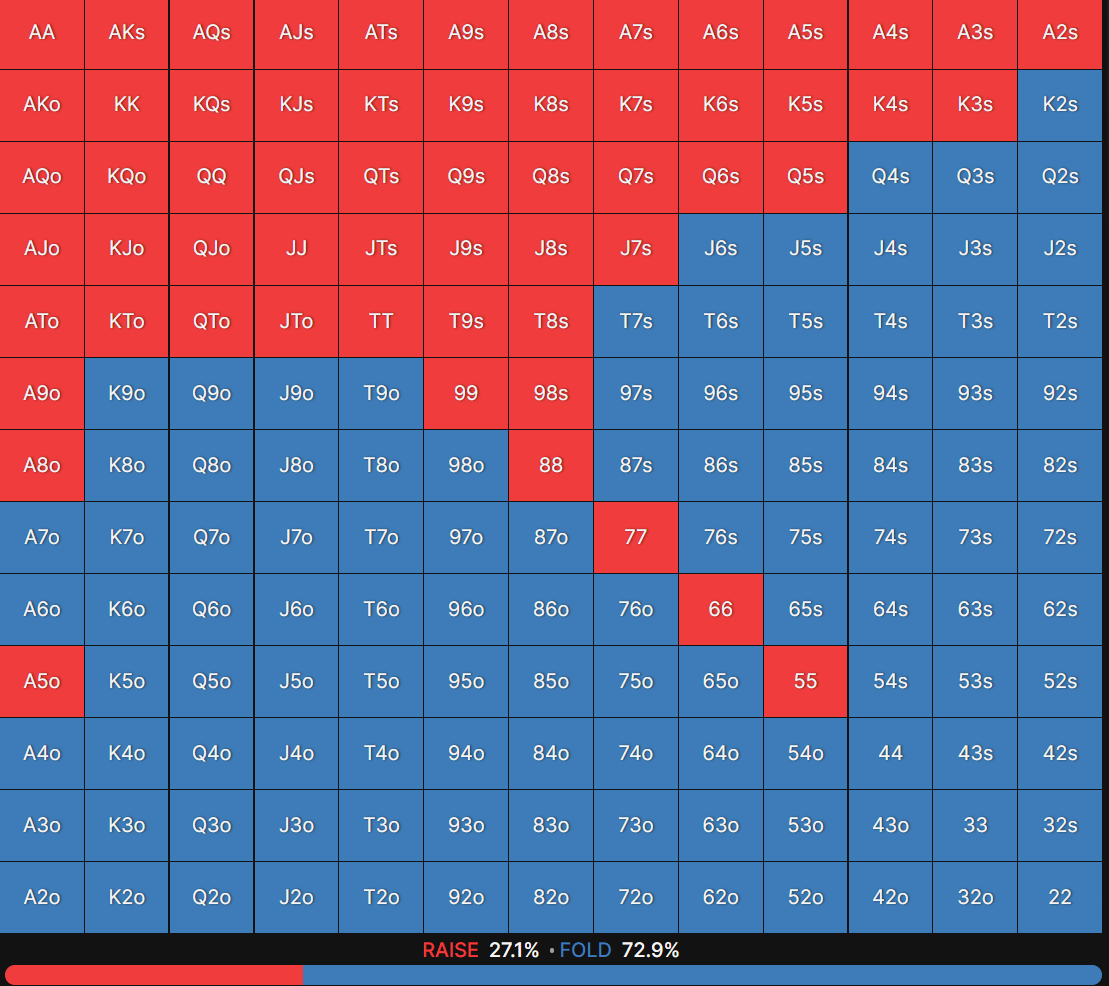 AA AKs AQs AJs ATs A9s A8s A7s A6s A5s A4s A3s A2s
AKo KK KQs KJs KTs K9s K8s K7s K6s K5s K4s K3s K2s
AQo KQo QQ QJs QTs Q9s Q8s Q7s Q6s Q5s Q4s Q3s Q2s
AJo KJo QJo JJ JTs J9s J8s J7s J6s J5s J4s J3s J2s
ATo KTo QTo JTo TT T9s T8s T7s T6s T5s T4s T3s T2s
A9o K9o Q9o J9o T9o 99 98s 97s 96s 95s 94s 93s 92s
A8o K8o Q8o J8o T8o 98o 88 87s 86s 85s 84s 83s 82s
A7o K7o Q7o J7o T7o 97o 87o 77 76s 75s 74s 73s 72s
A6o K6o Q6o J6o T6o 96o 86o 76o 66 65s 64s 63s 62s
A5o K5o Q5o J5o T5o 95o 85o 75o 65o 55 54s 53s 52s
A4o K4o Q4o J4o T4o 94o 84o 74o 64o 54o 44 43s 42s
A3o K3o Q3o J3o T3o 93o 83o 73o 63o 53o 43o 33 32s
A2o K2o Q2o J2o T2o 92o 82o 72o 62o 52o 42o 32o 22
RAISE 27.1% • FOLD 72.9%